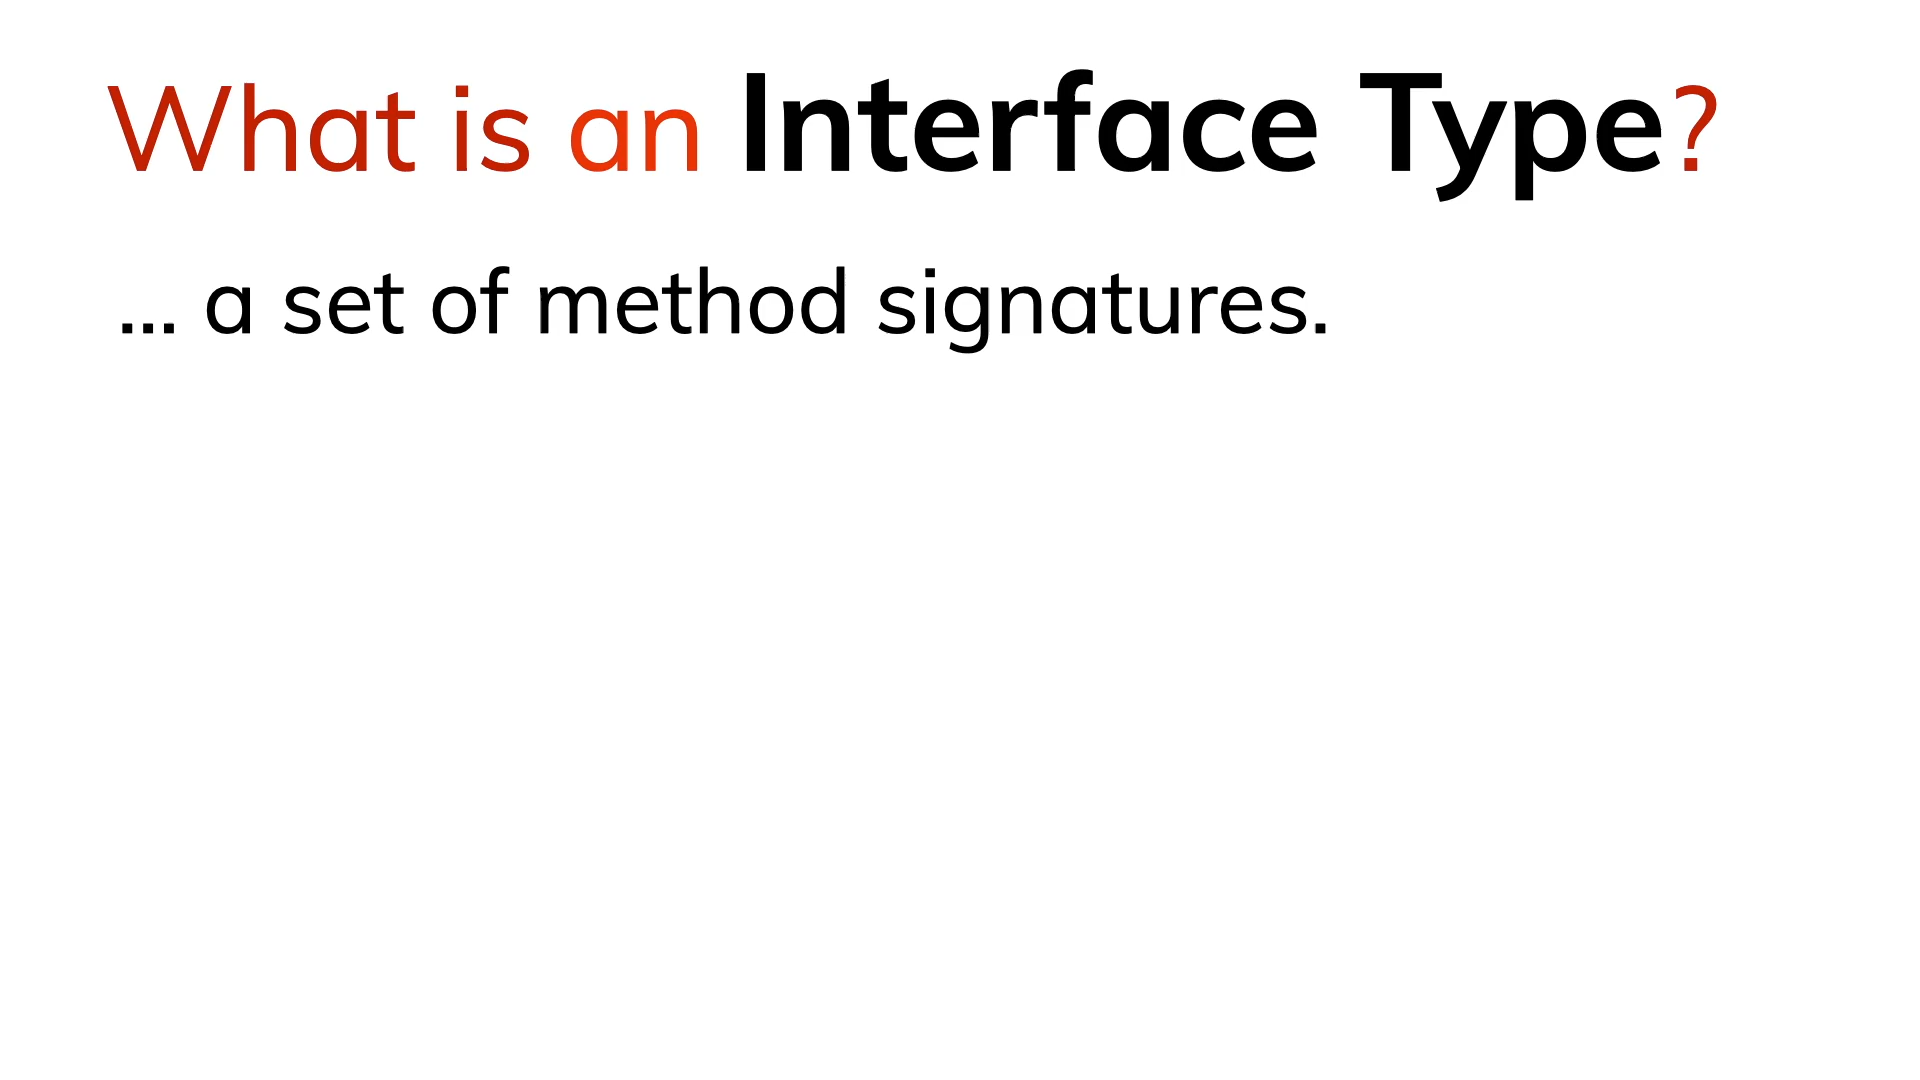 What is an Interface Type?
... a set of method signatures.